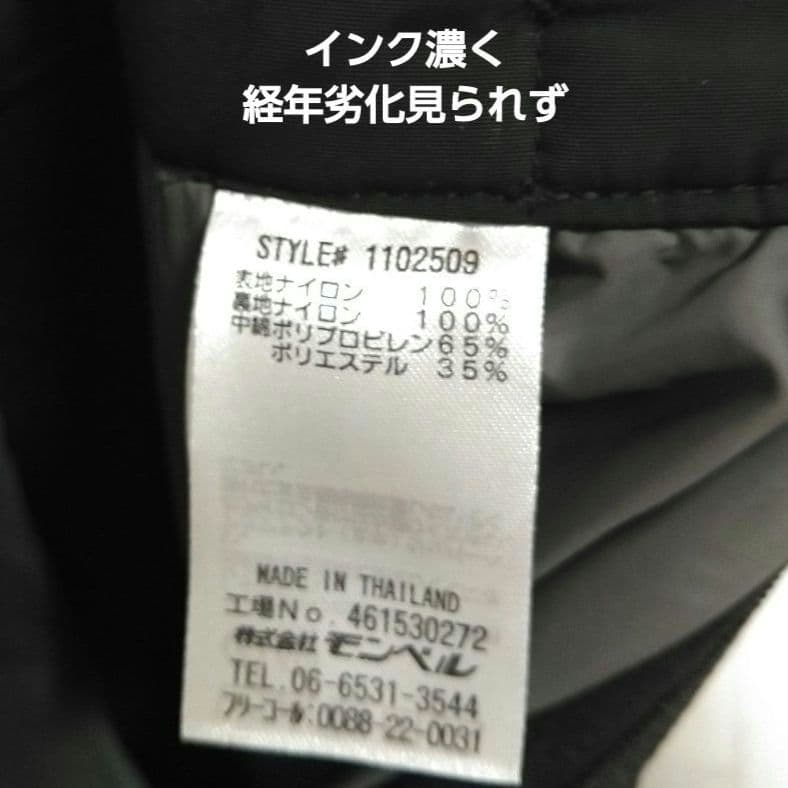 インク濃く
経年劣化見られず
STYLE# 1102509
表地ナイロン 100%
裏地ナイロン 100%
中綿ポリプロピレン65%
ポリエステル 35%
MADE IN THAILAND
工場No. 461530272
株式会社 モンベル
TEL.06-6531-3544
フリーコール:0088-22-0031